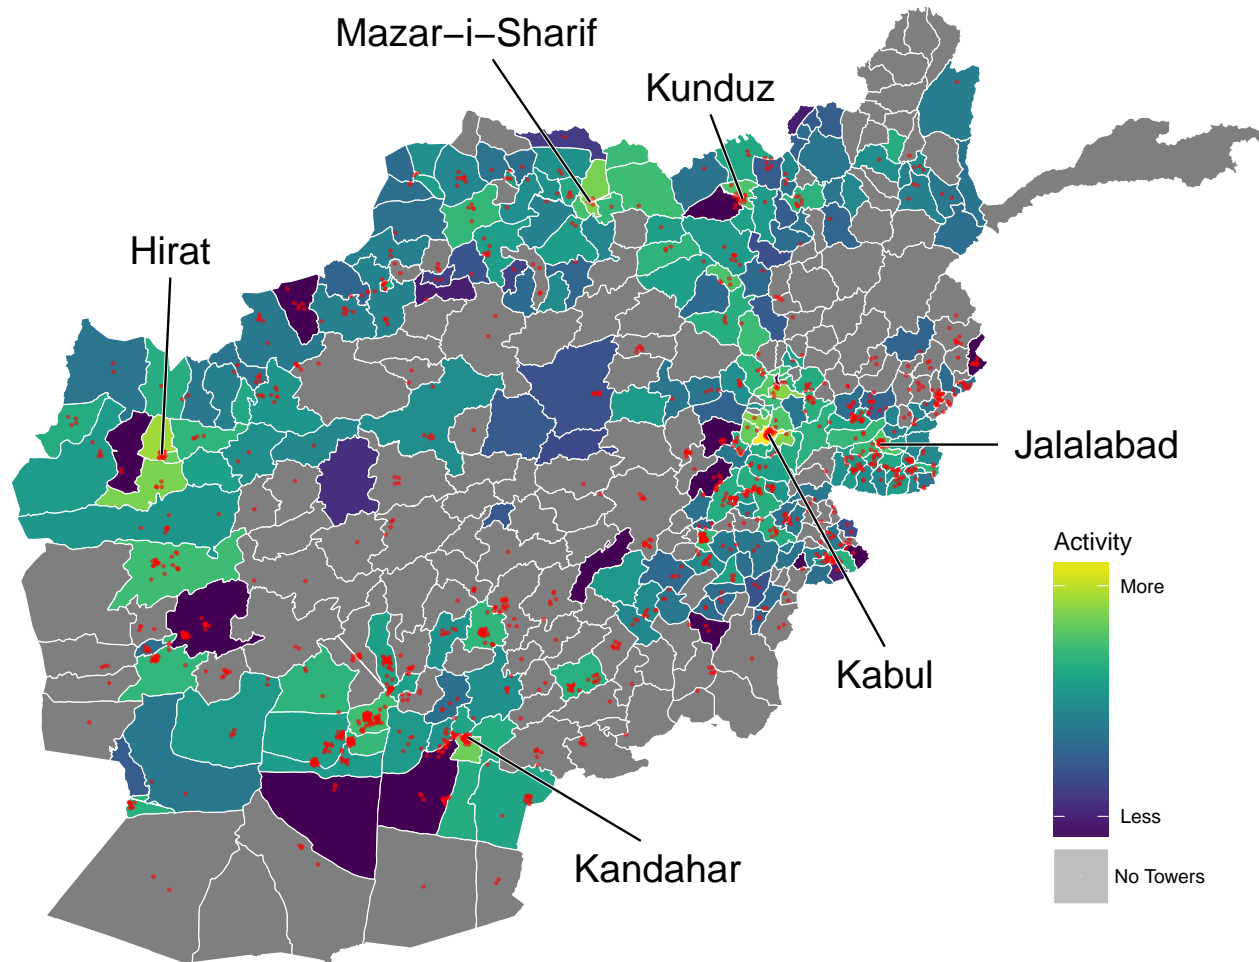 Mazar−i−Sharif
Kunduz
Hirat
Jalalabad
Activity
More
Less
No Towers
Kabul
Kandahar